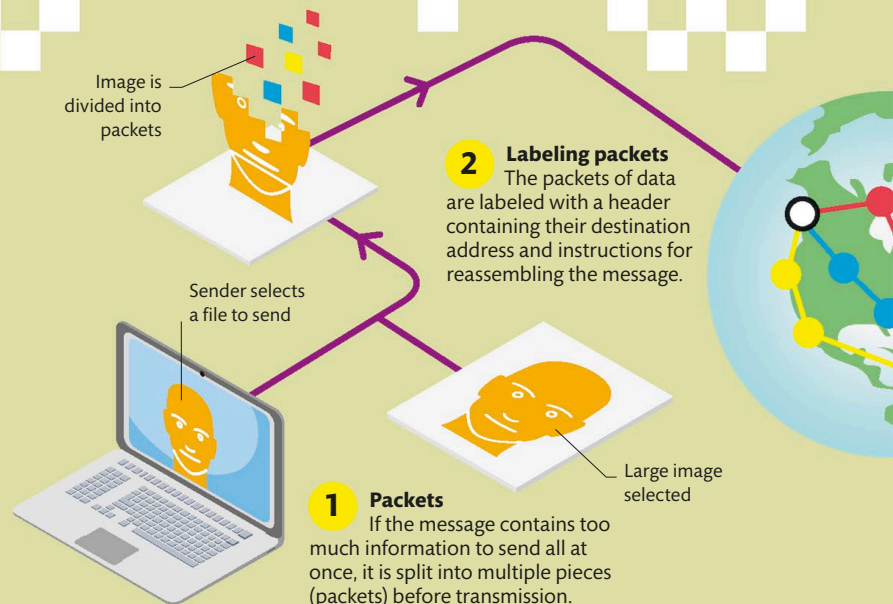 Image is
divided into
packets
2 Labeling packets
The packets of data
are labeled with a header
containing their destination
address and instructions for
reassembling the message.
Sender selects
a file to send
Large image
selected
1 Packets
If the message contains too
much information to send all at
once, it is split into multiple pieces
(packets) before transmission.